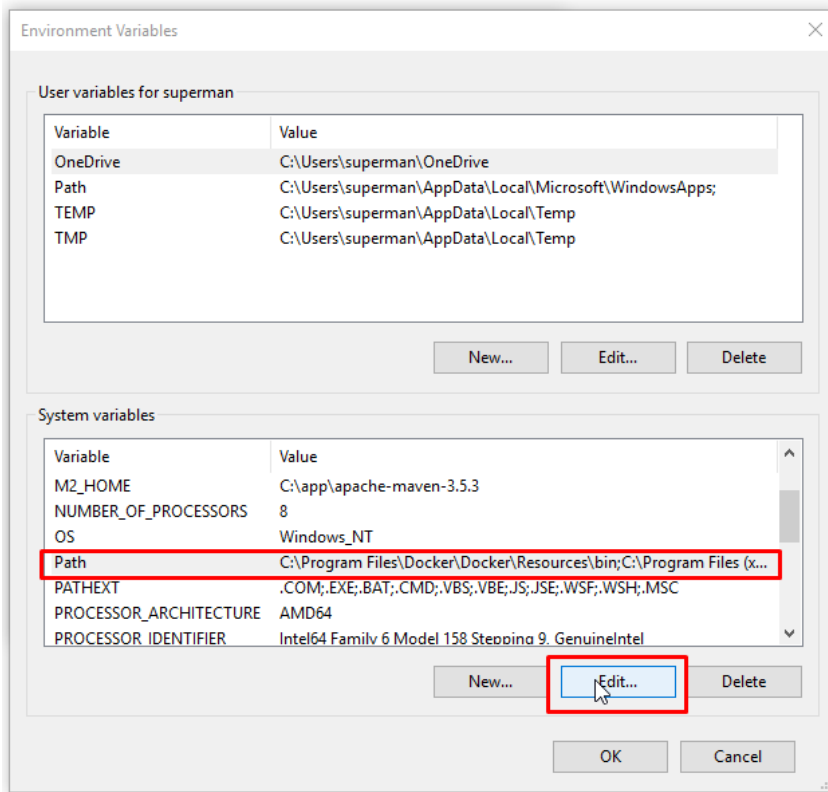 Environment Variables
User variables for superman
Variable Value
OneDrive C:\Users\superman\OneDrive
Path C:\Users\superman\AppData\Local\Microsoft\WindowsApps;
TEMP C:\Users\superman\AppData\Local\Temp
TMP C:\Users\superman\AppData\Local\Temp
New... Edit... Delete
System variables
Variable Value
M2_HOME C:\app\apache-maven-3.5.3
NUMBER_OF_PROCESSORS 8
OS Windows_NT
Path C:\Program Files\Docker\Docker\Resources\bin;C:\Program Files (x...
PATHEXT .COM;.EXE;.BAT;.CMD;.VBS;.VBE;.JS;.JSE;.WSF;.WSH;.MSC
PROCESSOR_ARCHITECTURE AMD64
PROCESSOR_IDENTIFIER Intel64 Family 6 Model 158 Stepping 9, GenuineIntel
New... Edit... Delete
OK Cancel